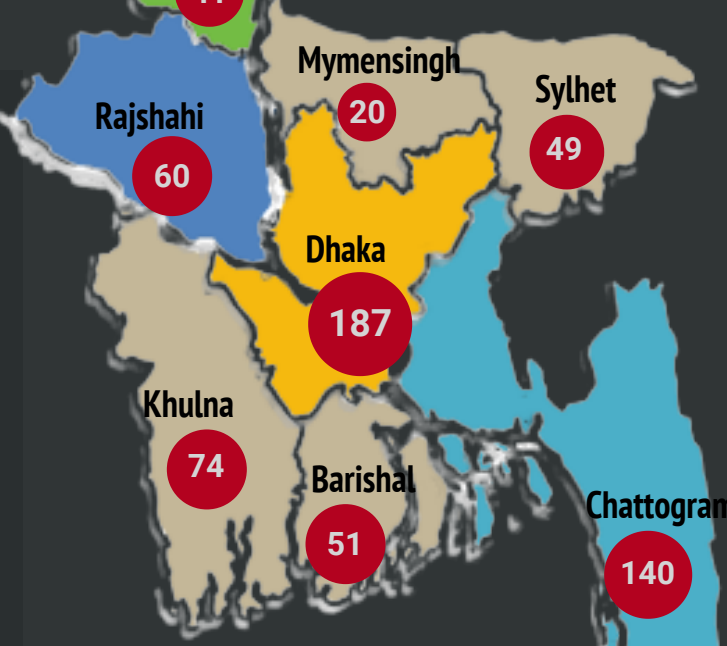 Mymensingh
20
Sylhet
49
Rajshahi
60
Dhaka
187
Khulna
74
Barishal
51
Chattogram
140